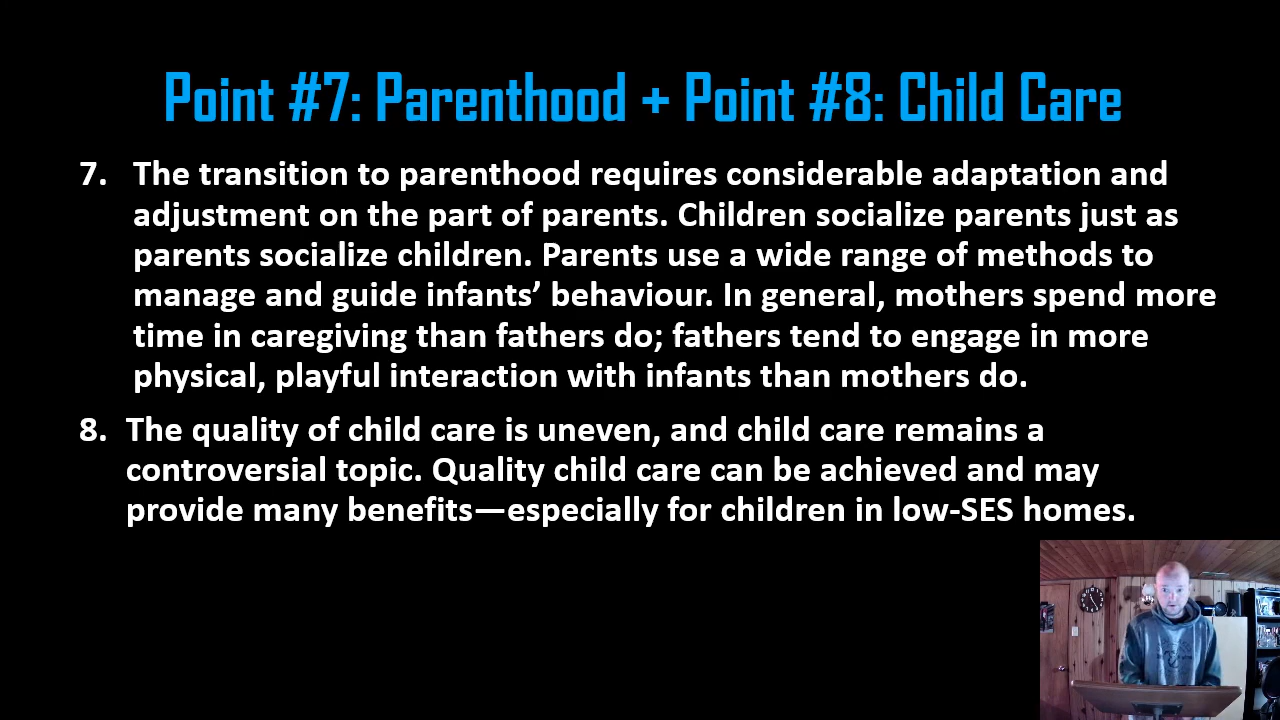 Point #7: Parenthood + Point #8: Child Care
7. The transition to parenthood requires considerable adaptation and
adjustment on the part of parents. Children socialize parents just as
parents socialize children. Parents use a wide range of methods to
manage and guide infants’ behaviour. In general, mothers spend more
time in caregiving than fathers do; fathers tend to engage in more
physical, playful interaction with infants than mothers do.
8. The quality of child care is uneven, and child care remains a
controversial topic. Quality child care can be achieved and may
provide many benefits—especially for children in low-SES homes.